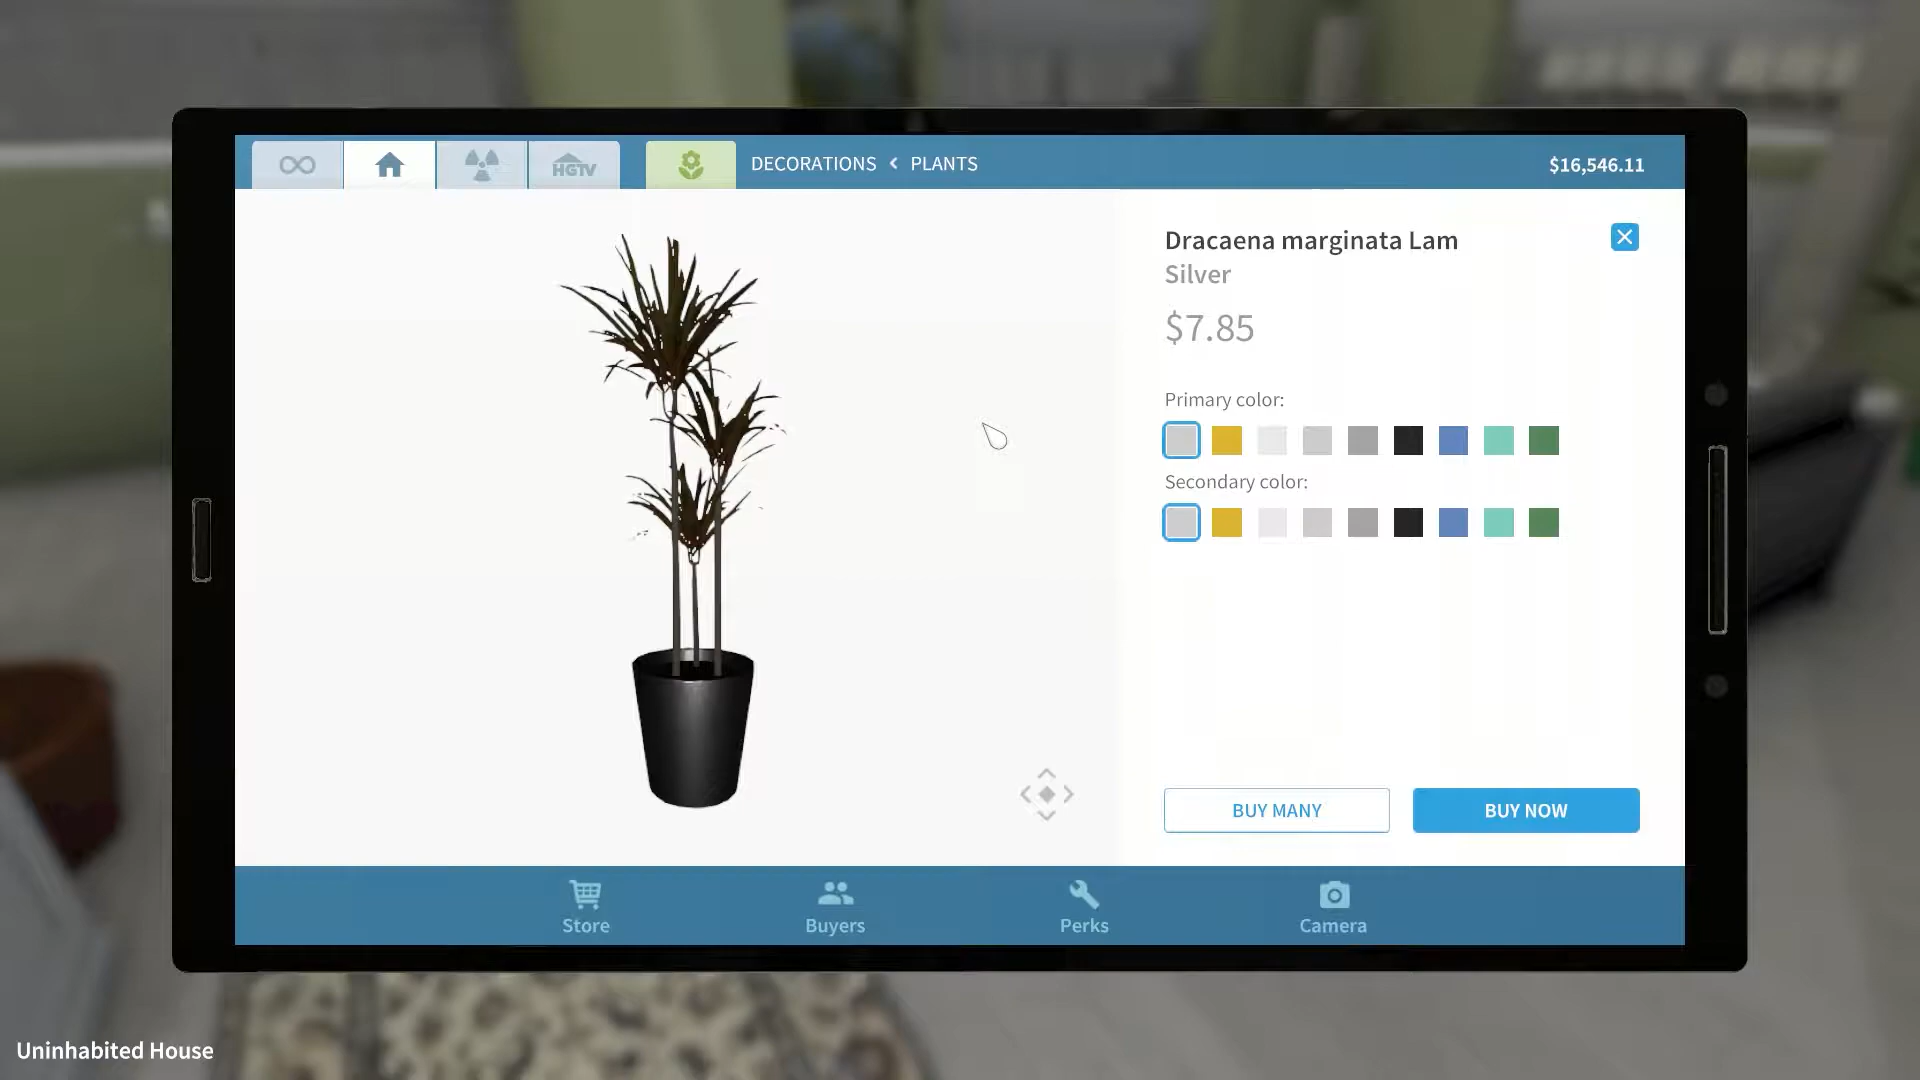 HGTV
DECORATIONS < PLANTS
$16,546.11
Dracaena marginata Lam
Silver
$7.85
Primary color:
Secondary color:
BUY MANY
BUY NOW
Store
Buyers
Perks
Camera
Uninhabited House